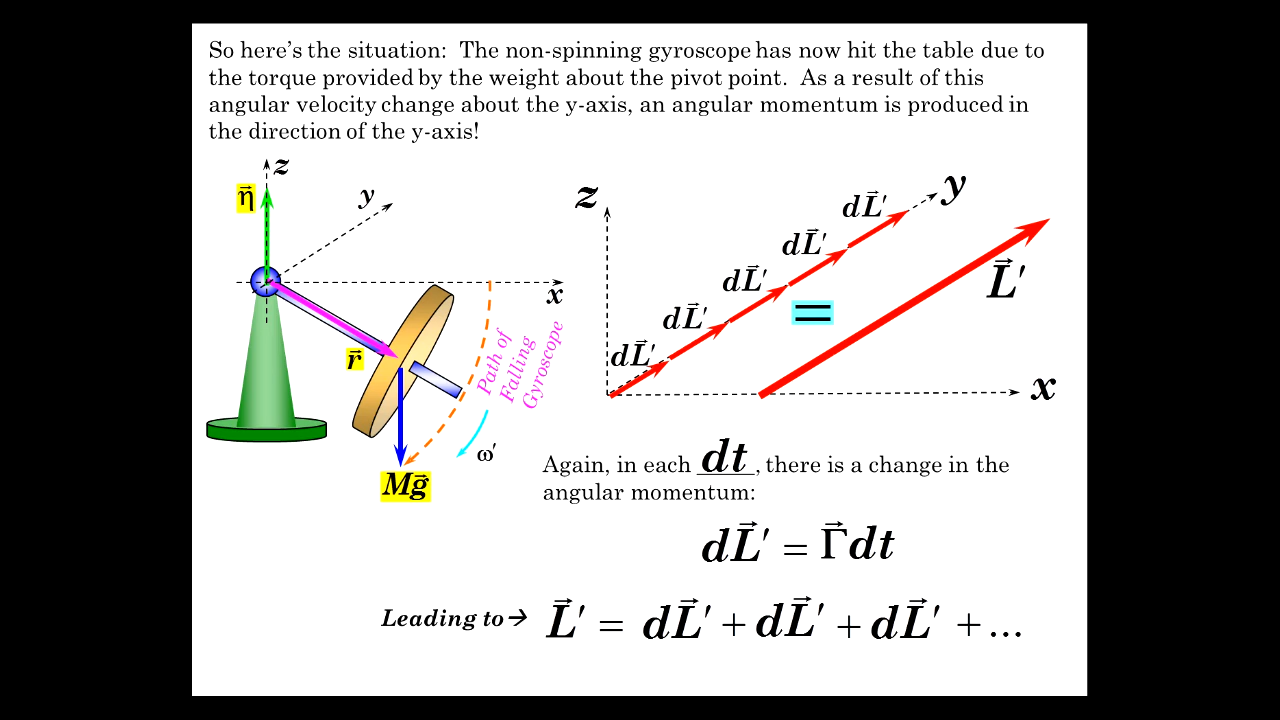 So here's the situation:  The non-spinning gyroscope has now hit the table due to
the torque provided by the weight about the pivot point.  As a result of this
angular velocity change about the y-axis, an angular momentum is produced in
the direction of the y-axis!
z
η⃗
y
x
r⃗
Path of
Falling
Gyroscope
ω′
Mg⃗
z
y
x
dL⃗′
dL⃗′
dL⃗′
dL⃗′
dL⃗′
=
L⃗′
Again, in each dt, there is a change in the
angular momentum:
dL⃗′ = Γ⃗dt
Leading to→ L⃗′ = dL⃗′ + dL⃗′ + dL⃗′ + ...